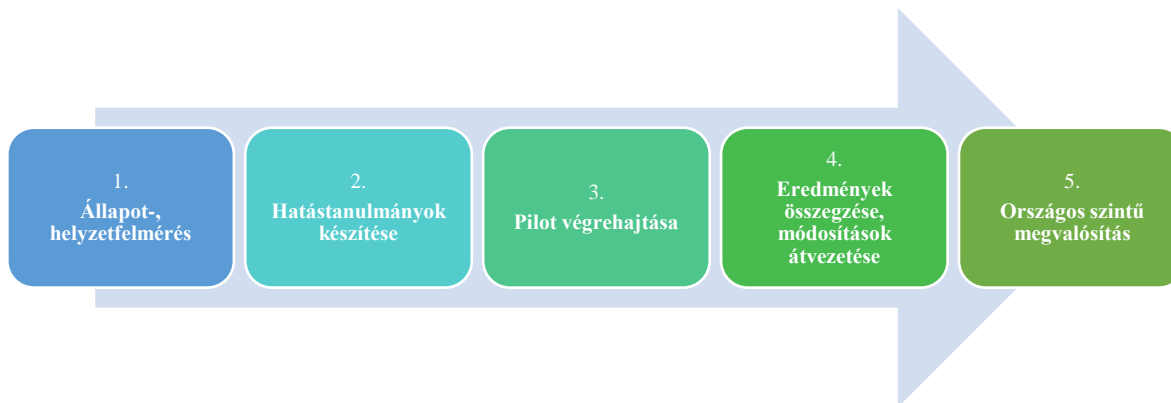 1.
Állapot-,
helyzetfelmérés
2.
Hatástanulmányok
készítése
3.
Pilot végrehajtása
4.
Eredmények
összegzése,
módosítások
átvezetése
5.
Országos szintű
megvalósítás